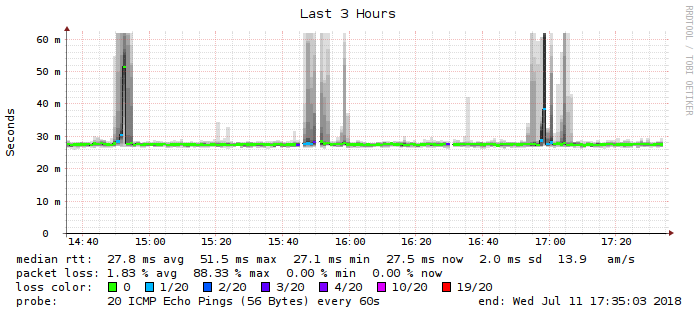 Last 3 Hours
RRDTOOL / TOBI OETIKER
Seconds
60 m
50 m
40 m
30 m
20 m
10 m
0
14:40 15:00 15:20 15:40 16:00 16:20 16:40 17:00 17:20
median rtt: 27.8 ms avg 51.5 ms max 27.1 ms min 27.5 ms now 2.0 ms sd 13.9 am/s
packet loss: 1.83 % avg 88.33 % max 0.00 % min 0.00 % now
loss color: 0 1/20 2/20 3/20 4/20 10/20 19/20
probe: 20 ICMP Echo Pings (56 Bytes) every 60s end: Wed Jul 11 17:35:03 2018